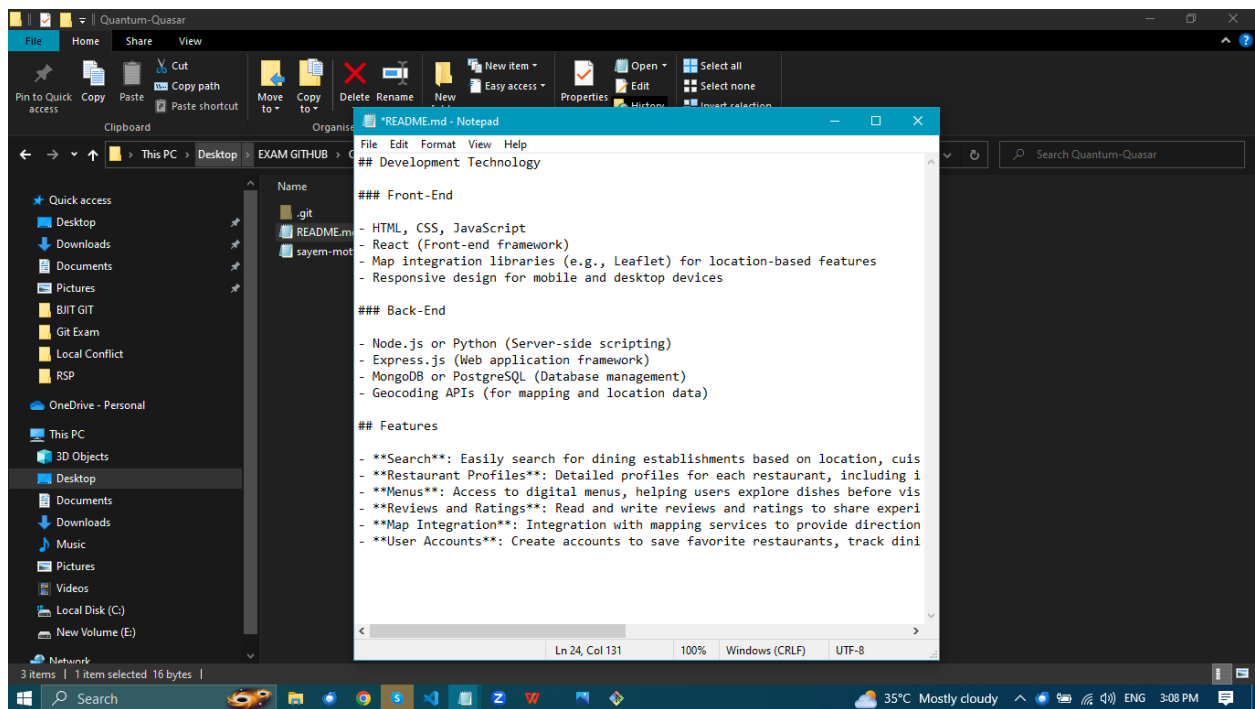 Quantum-Quasar
File Home Share View
Pin to Quick access
Copy
Paste
Cut
Copy path
Paste shortcut
Clipboard
Move to
Copy to
Delete
Rename
Organise
New
New item
Easy access
Properties
Open
Edit
History
Select all
Select none
Invert selection
This PC > Desktop > EXAM GITHUB >
Search Quantum-Quasar
Quick access
Desktop
Downloads
Documents
Pictures
BJIT GIT
Git Exam
Local Conflict
RSP
OneDrive - Personal
This PC
3D Objects
Desktop
Documents
Downloads
Music
Pictures
Videos
Local Disk (C:)
New Volume (E:)
Network
Name
.git
README.m
sayem-mot
*README.md - Notepad
File Edit Format View Help
## Development Technology
### Front-End
- HTML, CSS, JavaScript
- React (Front-end framework)
- Map integration libraries (e.g., Leaflet) for location-based features
- Responsive design for mobile and desktop devices
### Back-End
- Node.js or Python (Server-side scripting)
- Express.js (Web application framework)
- MongoDB or PostgreSQL (Database management)
- Geocoding APIs (for mapping and location data)
## Features
- **Search**: Easily search for dining establishments based on location, cuis
- **Restaurant Profiles**: Detailed profiles for each restaurant, including i
- **Menus**: Access to digital menus, helping users explore dishes before vis
- **Reviews and Ratings**: Read and write reviews and ratings to share experi
- **Map Integration**: Integration with mapping services to provide direction
- **User Accounts**: Create accounts to save favorite restaurants, track dini
Ln 24, Col 131 100% Windows (CRLF) UTF-8
3 items 1 item selected 16 bytes
Search
35°C Mostly cloudy ENG 3:08 PM